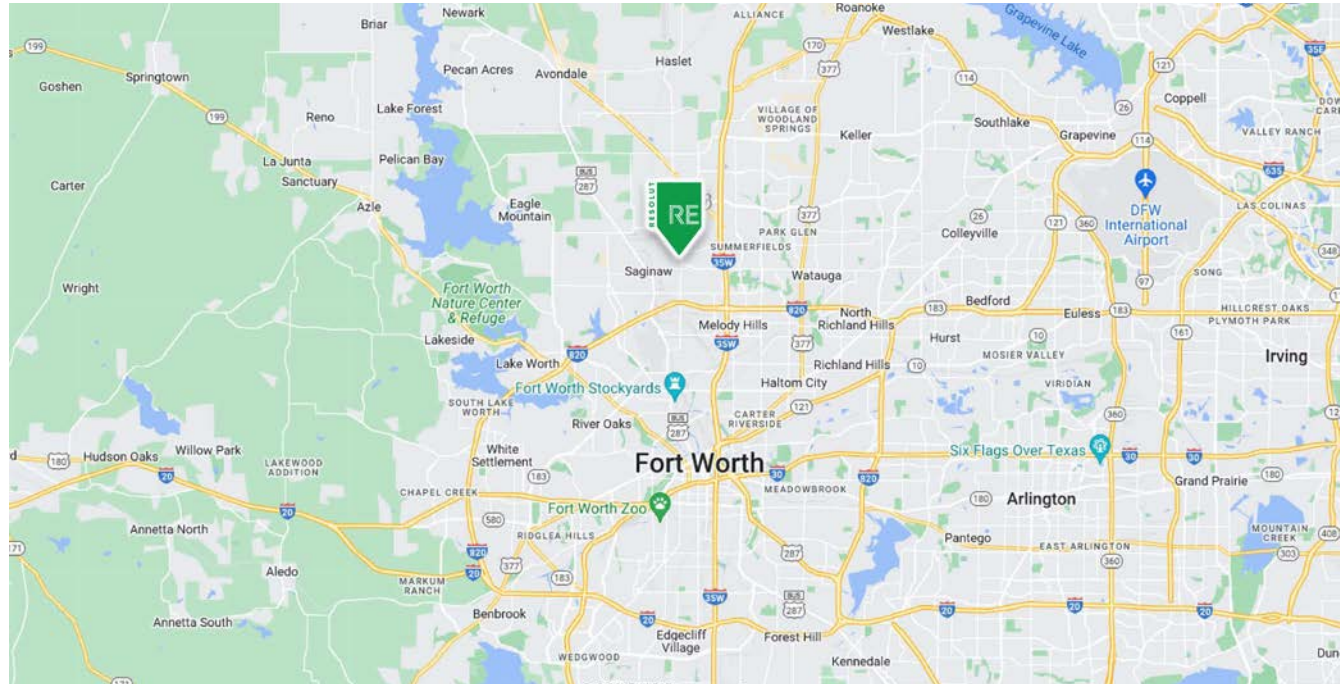 Newark
Briar
ALLIANCE
Roanoke
Grapevine Lake
35E
Westlake
199
Springtown
Goshen
Pecan Acres
Avondale
Haslet
170
377
121
114
26
Coppell
Lake Forest
VILLAGE OF
WOODLAND
SPRINGS
199
Reno
Keller
Southlake
Grapevine
114
VALLEY RANCH
La Junta
Pelican Bay
Sanctuary
BUS
287
635
Carter
Azle
Eagle
Mountain
RESOLUT
RE
377
26
121
360
DFW
International
Airport
LAS COLINAS
PARK GLEN
Colleyville
SUMMERFIELDS
348
35W
Saginaw
Watauga
SONG
97
Wright
Fort Worth
Nature Center
& Refuge
820
North
Richland Hills
183
Bedford
Euless
183
HILLCREST OAKS
PLYMOTH PARK
Melody Hills
161
Lakeside
35W
377
Hurst
10
MOSIER VALLEY
Irving
820
Lake Worth
Richland Hills
10
Fort Worth Stockyards
Haltom City
VIRIDIAN
SOUTH LAKE
WORTH
121
CARTER
RIVERSIDE
360
River Oaks
BUS
287
Willow Park
Hudson Oaks
180
White
Settlement
Six Flags Over Texas
30
30
LAKEWOOD
ADDITION
Fort Worth
20
183
30
820
180
Grand Prairie
MEADOWBROOK
CHAPEL CREEK
180
Arlington
20
Fort Worth Zoo
Annetta North
580
MOUNTAIN
CREEK
RIDGLEA HILLS
Pantego
408
171
820
287
EAST ARLINGTON
303
377
360
Aledo
20
183
MARKUM
RANCH
35W
BUS
287
Benbrook
20
20
20
20
Annetta South
Edgecliff
Village
Forest Hill
WEDGWOOD
Kennedale